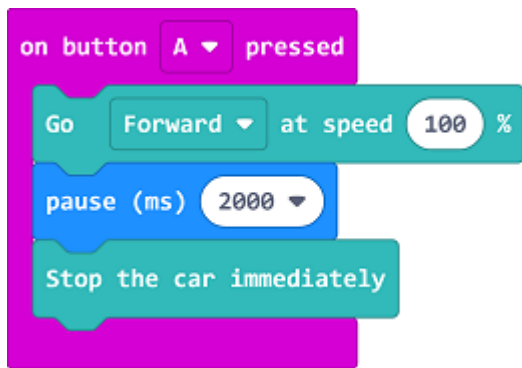 on button A pressed
Go Forward at speed 100 %
pause (ms) 2000
Stop the car immediately